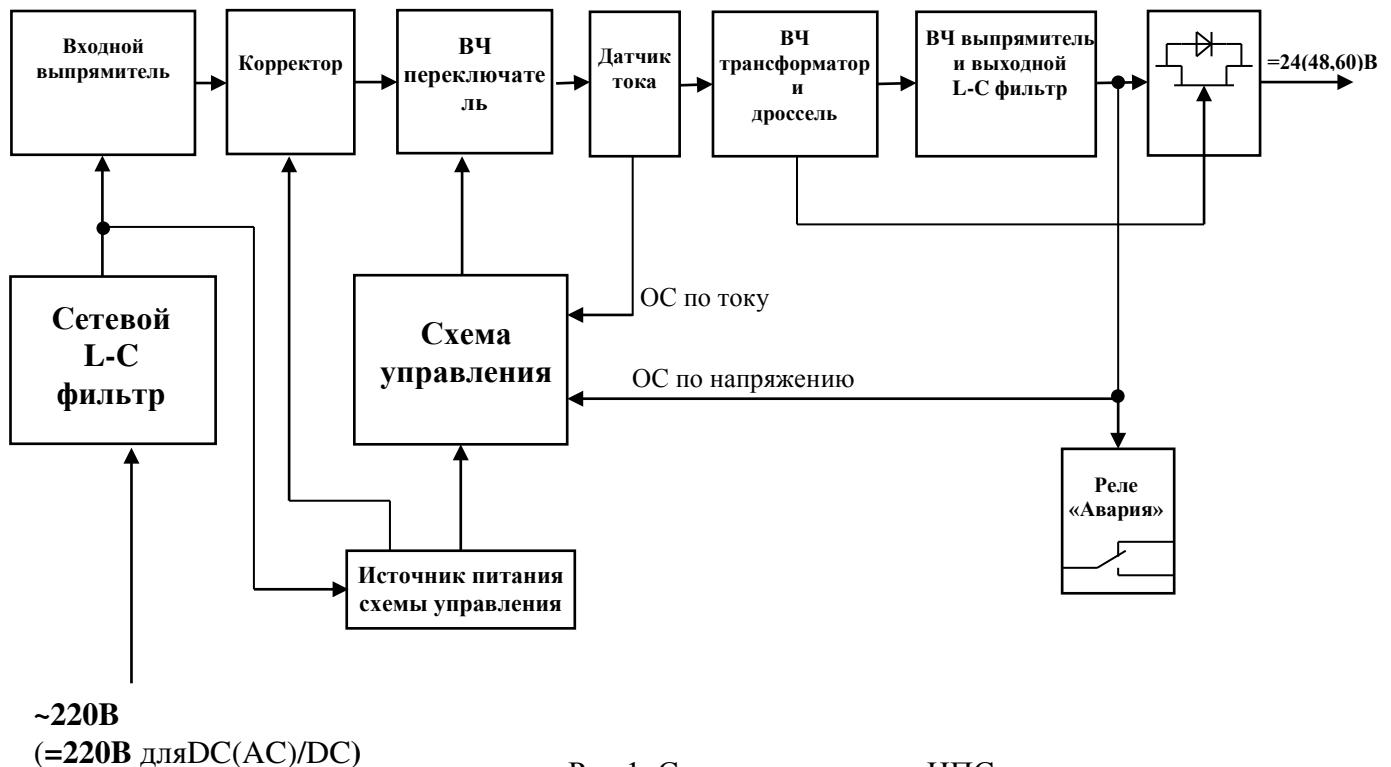 Входной
выпрямитель
Корректор
ВЧ
переключате
ль
Датчик
тока
ВЧ
трансформатор
и
дроссель
ВЧ выпрямитель
и выходной
L-C фильтр
=24(48,60)В
Сетевой
L-C
фильтр
Схема
управления
ОС по току
ОС по напряжению
Реле
«Авария»
Источник питания
схемы управления
~220В
(=220В дляDC(AC)/DC)